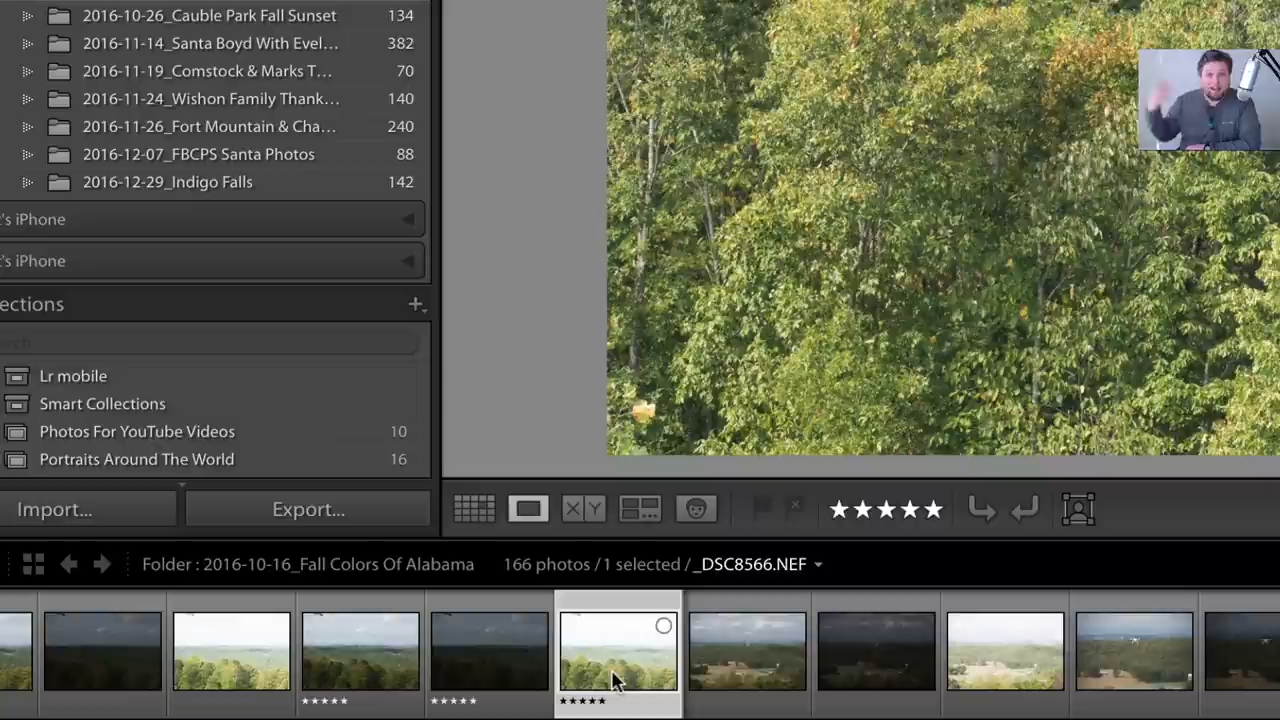 2016-10-26_Cauble Park Fall Sunset 134
2016-11-14_Santa Boyd With Evel... 382
2016-11-19_Comstock & Marks T... 70
2016-11-24_Wishon Family Thank... 140
2016-11-26_Fort Mountain & Cha... 240
2016-12-07_FBCPS Santa Photos 88
2016-12-29_Indigo Falls 142
's iPhone
's iPhone
ections
Lr mobile
Smart Collections
Photos For YouTube Videos 10
Portraits Around The World 16
Import... Export... X Y
Folder : 2016-10-16_Fall Colors Of Alabama 166 photos / 1 selected / _DSC8566.NEF